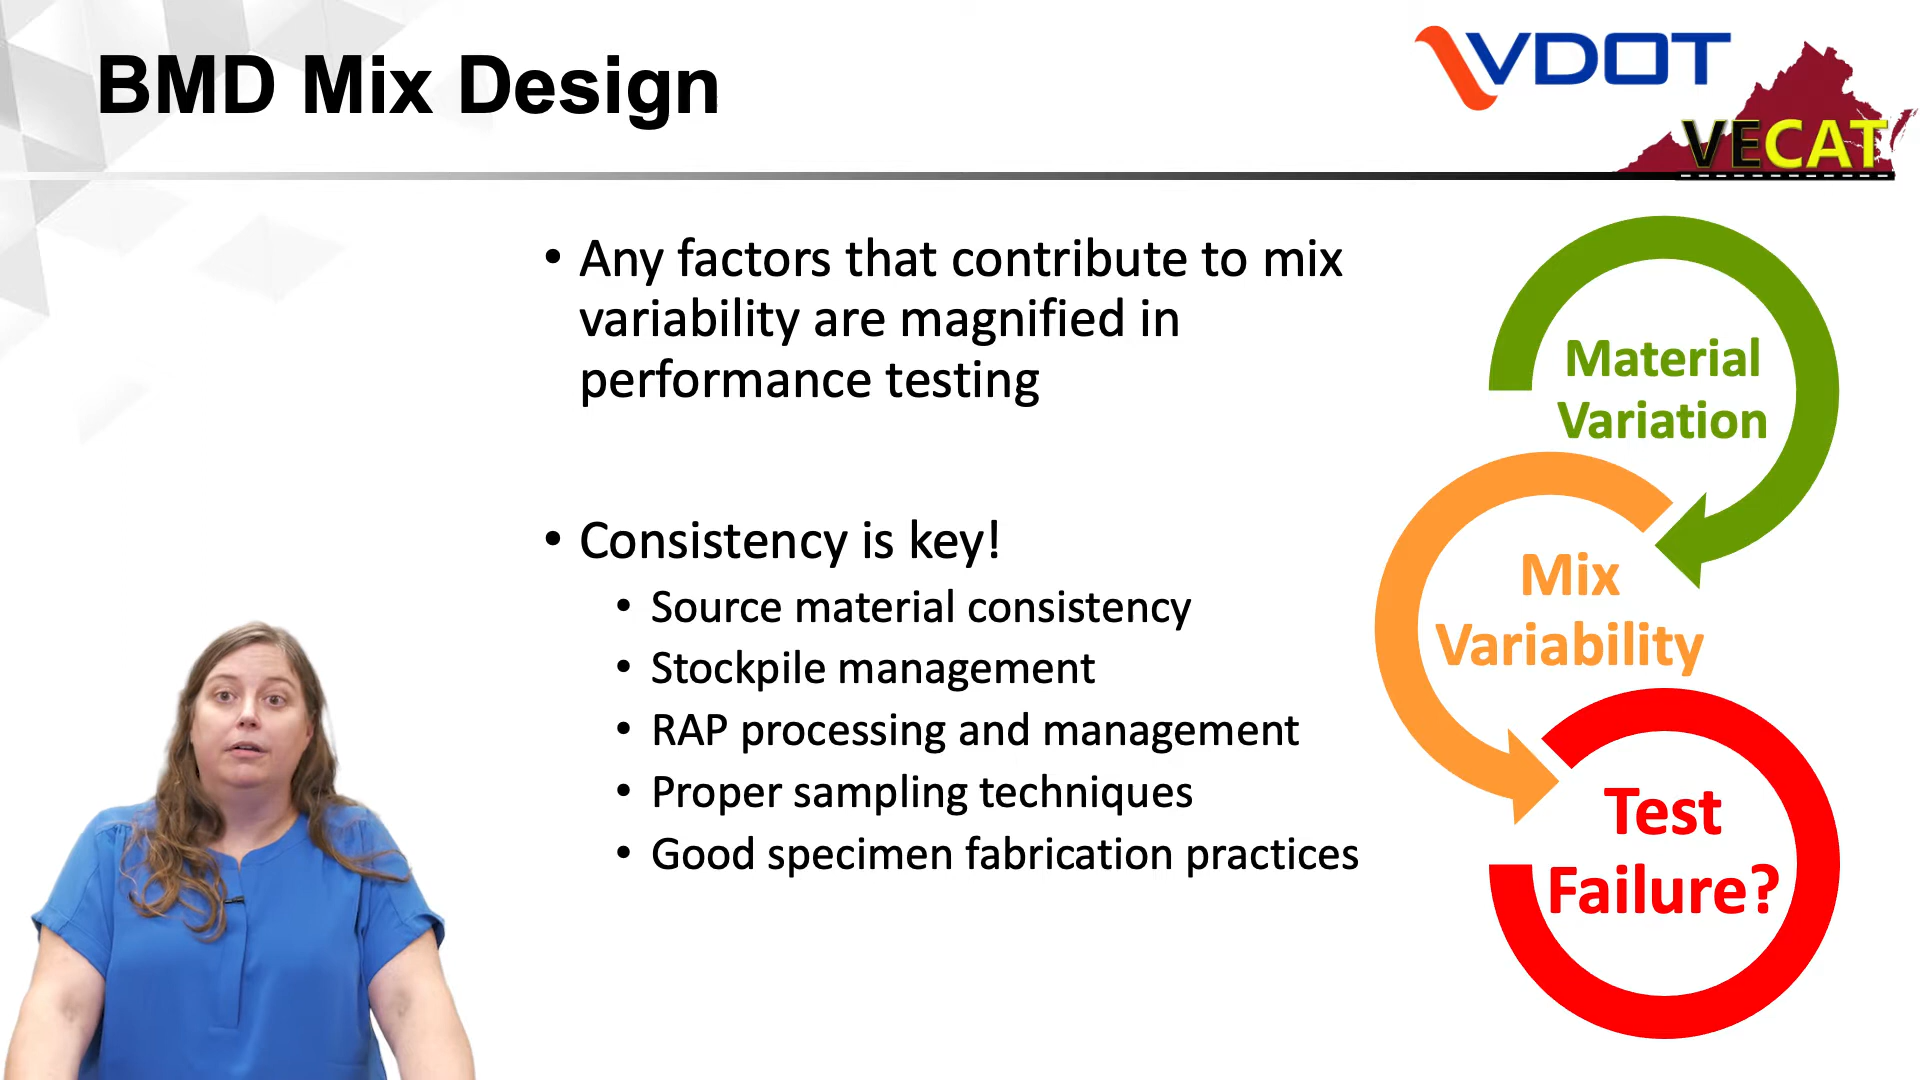 BMD Mix Design
VDOT
VECAT
• Any factors that contribute to mix
variability are magnified in
performance testing
• Consistency is key!
• Source material consistency
• Stockpile management
• RAP processing and management
• Proper sampling techniques
• Good specimen fabrication practices
Material
Variation
Mix
Variability
Test
Failure?